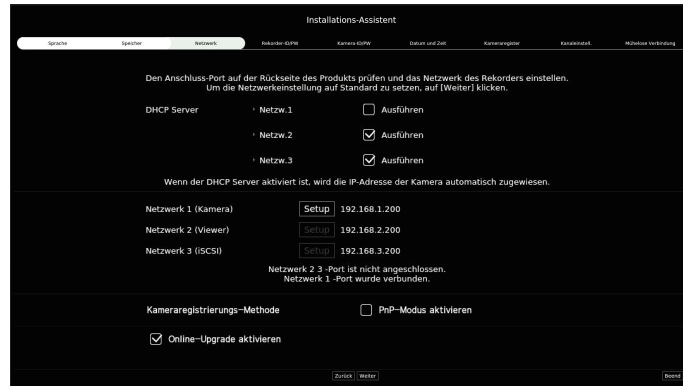 Installations-Assistent
Sprache Speicher Netzwerk Rekorder-ID/PW Kamera-ID/PW Datum und Zeit Kameraregister Kanaleinstell. Mühelose Verbindung
Den Anschluss-Port auf der Rückseite des Produkts prüfen und das Netzwerk des Rekorders einstellen.
Um die Netzwerkeinstellung auf Standard zu setzen, auf [Weiter] klicken.
DHCP Server Netzw.1 Ausführen
Netzw.2 Ausführen
Netzw.3 Ausführen
Wenn der DHCP Server aktiviert ist, wird die IP-Adresse der Kamera automatisch zugewiesen.
Netzwerk 1 (Kamera) Setup 192.168.1.200
Netzwerk 2 (Viewer) Setup 192.168.2.200
Netzwerk 3 (iSCSI) Setup 192.168.3.200
Netzwerk 2 3 -Port ist nicht angeschlossen.
Netzwerk 1 -Port wurde verbunden.
Kameraregistrierungs-Methode PnP-Modus aktivieren
Online-Upgrade aktivieren
Zurück Weiter Beend